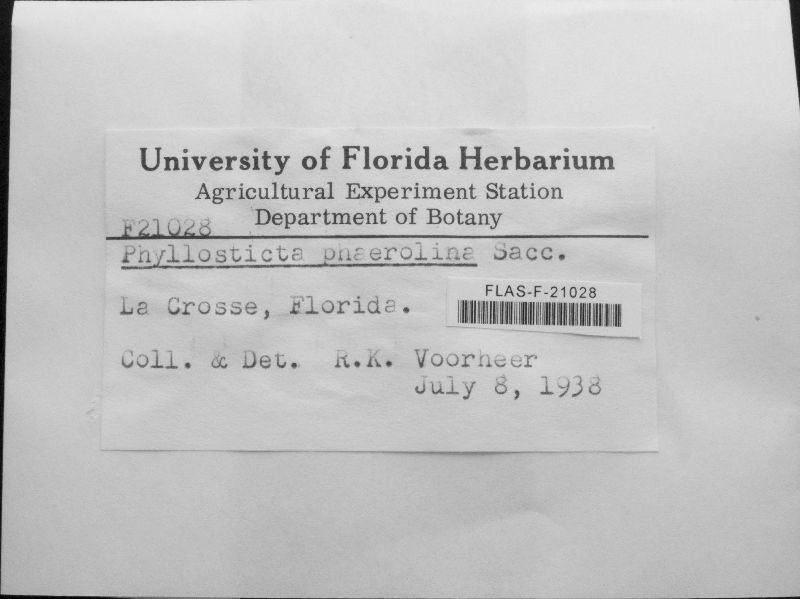 University of Florida Herbarium
Agricultural Experiment Station
Department of Botany
F21028
Phyllosticta phaerolina Sacc.
La Crosse, Florida.
FLAS-F-21028
Coll. & Det. R.K. Voorheer
July 8, 1938